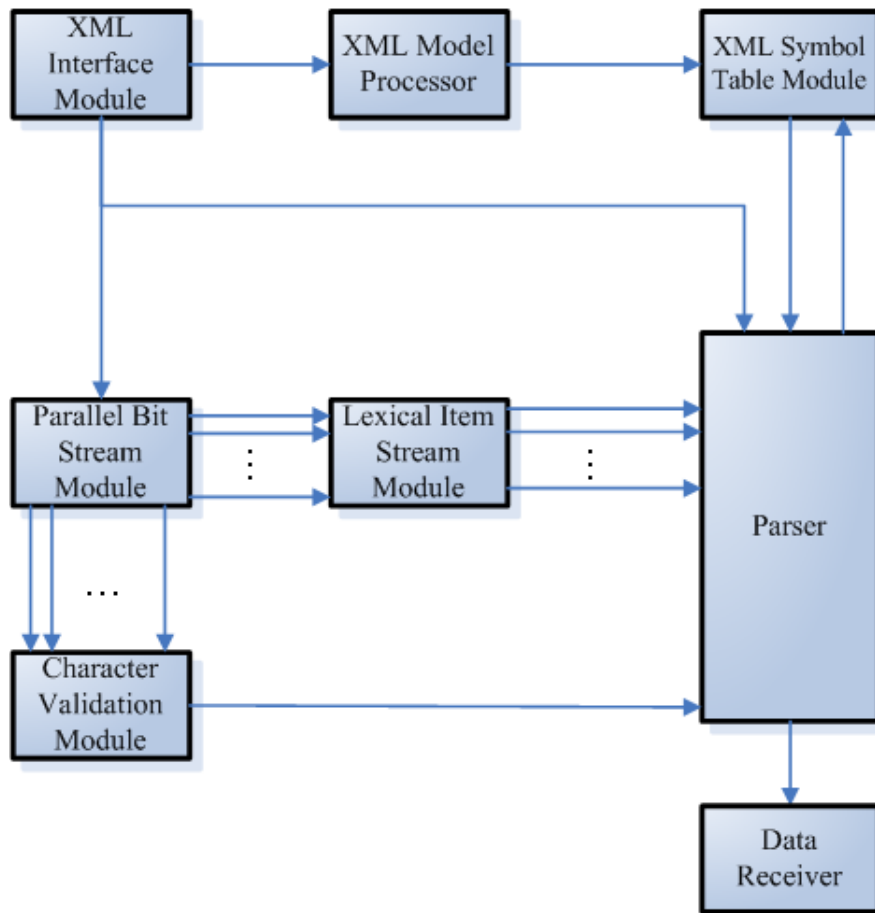 XML
Interface
Module
XML Model
Processor
XML Symbol
Table Module
Parallel Bit
Stream
Module
...
Lexical Item
Stream
Module
...
Parser
...
Character
Validation
Module
Data
Receiver